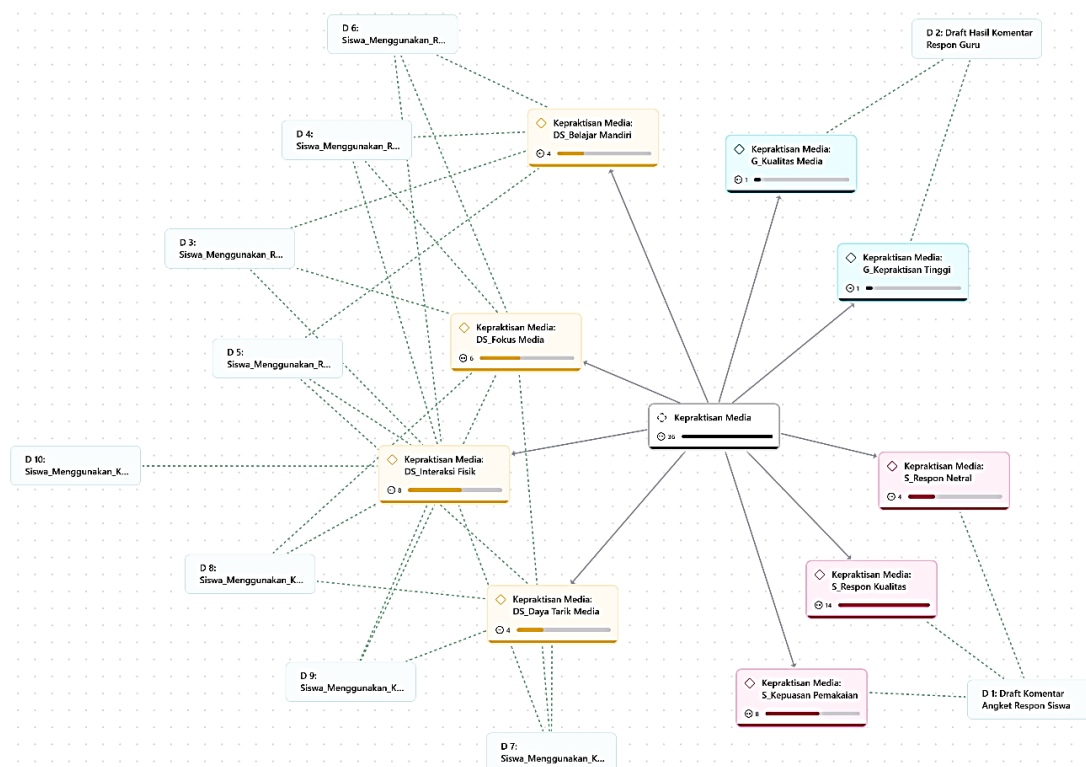 D 6:
Siswa_Menggunakan_R...
D 2: Draft Hasil Komentar
Respon Guru
D 4:
Siswa_Menggunakan_R...
Kepraktisan Media:
DS_Belajar Mandiri
4
Kepraktisan Media:
G_Kualitas Media
1
D 3:
Siswa_Menggunakan_R...
Kepraktisan Media:
G_Kepraktisan Tinggi
1
Kepraktisan Media:
DS_Fokus Media
6
D 5:
Siswa_Menggunakan_R...
Kepraktisan Media
36
D 10:
Siswa_Menggunakan_K...
Kepraktisan Media:
DS_Interaksi Fisik
8
Kepraktisan Media:
S_Respon Netral
4
D 8:
Siswa_Menggunakan_K...
Kepraktisan Media:
S_Respon Kualitas
14
Kepraktisan Media:
DS_Daya Tarik Media
4
D 9:
Siswa_Menggunakan_K...
Kepraktisan Media:
S_Kepuasan Pemakaian
8
D 1: Draft Komentar
Angket Respon Siswa
D 7:
Siswa_Menggunakan_K...